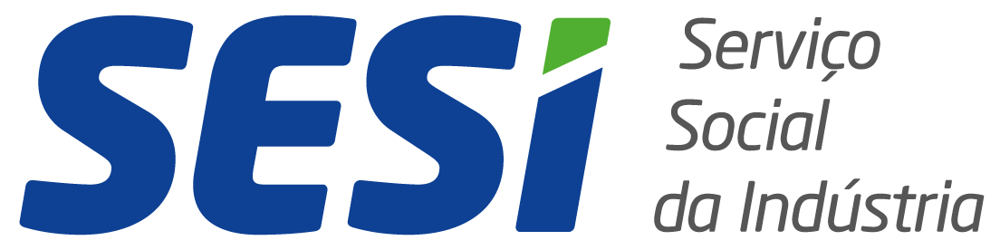 SESI
Serviço
Social
da Indústria